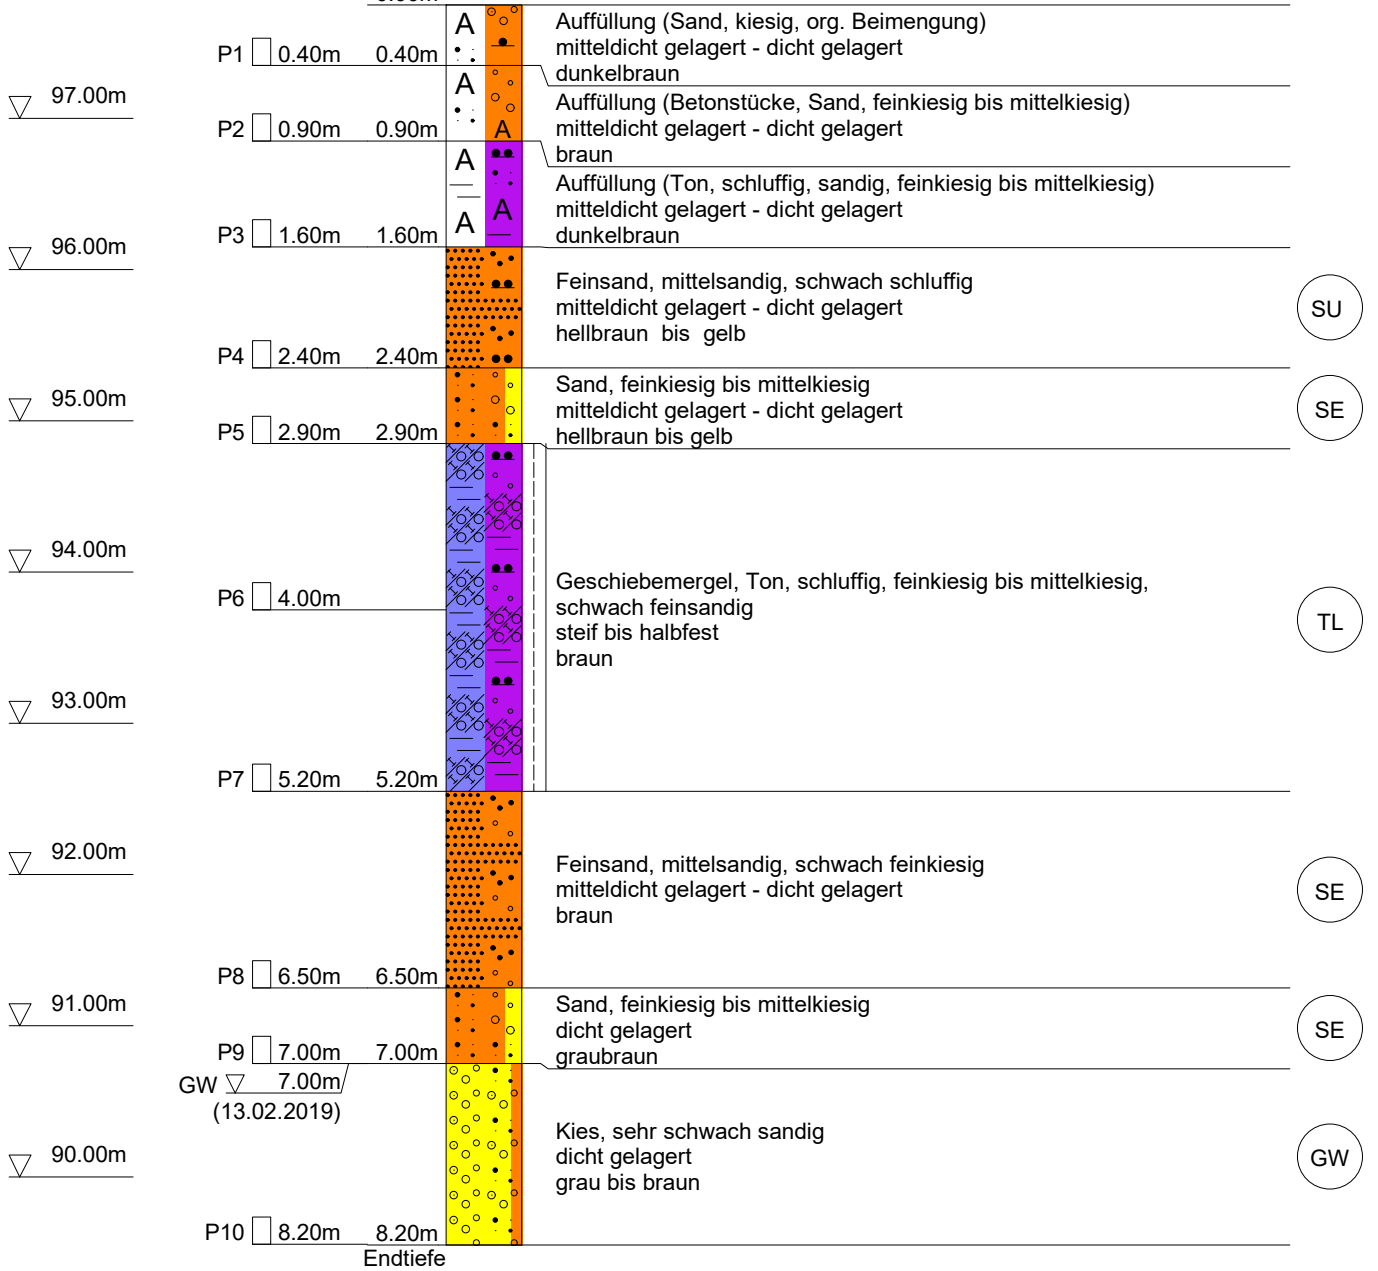 A
Auffüllung (Sand, kiesig, org. Beimengung)
mitteldicht gelagert - dicht gelagert
dunkelbraun
P1 0.40m 0.40m
97.00m
A
Auffüllung (Betonstücke, Sand, feinkiesig bis mittelkiesig)
mitteldicht gelagert - dicht gelagert
braun
P2 0.90m 0.90m A
A
Auffüllung (Ton, schluffig, sandig, feinkiesig bis mittelkiesig)
mitteldicht gelagert - dicht gelagert
dunkelbraun
A A
P3 1.60m 1.60m
96.00m
Feinsand, mittelsandig, schwach schluffig
mitteldicht gelagert - dicht gelagert
hellbraun bis gelb
SU
P4 2.40m 2.40m
95.00m
Sand, feinkiesig bis mittelkiesig
mitteldicht gelagert - dicht gelagert
hellbraun bis gelb
SE
P5 2.90m 2.90m
94.00m
P6 4.00m
Geschiebemergel, Ton, schluffig, feinkiesig bis mittelkiesig,
schwach feinsandig
steif bis halbfest
braun
TL
93.00m
P7 5.20m 5.20m
92.00m
Feinsand, mittelsandig, schwach feinkiesig
mitteldicht gelagert - dicht gelagert
braun
SE
P8 6.50m 6.50m
91.00m
Sand, feinkiesig bis mittelkiesig
dicht gelagert
graubraun
SE
P9 7.00m 7.00m
GW 7.00m
(13.02.2019)
90.00m
Kies, sehr schwach sandig
dicht gelagert
grau bis braun
GW
P10 8.20m 8.20m
Endtiefe